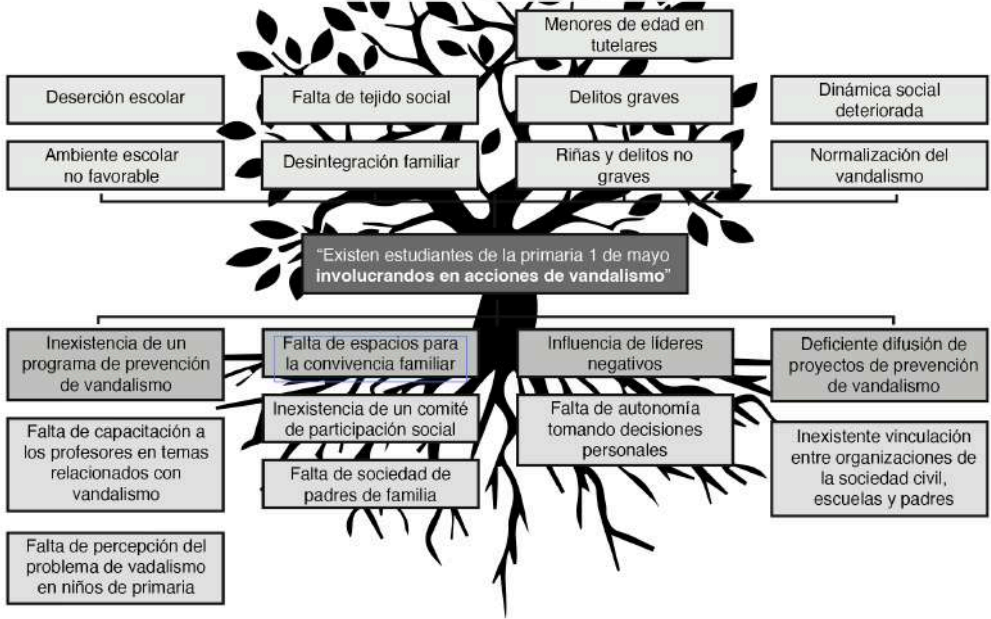 Menores de edad en
tutelares
Deserción escolar
Falta de tejido social
Delitos graves
Dinámica social
deteriorada
Ambiente escolar
no favorable
Desintegración familiar
Riñas y delitos no
graves
Normalización del
vandalismo
“Existen estudiantes de la primaria 1 de mayo
involucrandos en acciones de vandalismo”
Inexistencia de un
programa de prevención
de vandalismo
Falta de espacios para
la convivencia familiar
Influencia de líderes
negativos
Deficiente difusión de
proyectos de prevención
de vandalismo
Falta de capacitación a
los profesores en temas
relacionados con
vandalismo
Inexistencia de un comité
de participación social
Falta de autonomía
tomando decisiones
personales
Inexistente vinculación
entre organizaciones de
la sociedad civil,
escuelas y padres
Falta de sociedad de
padres de familia
Falta de percepción del
problema de vadalismo
en niños de primaria